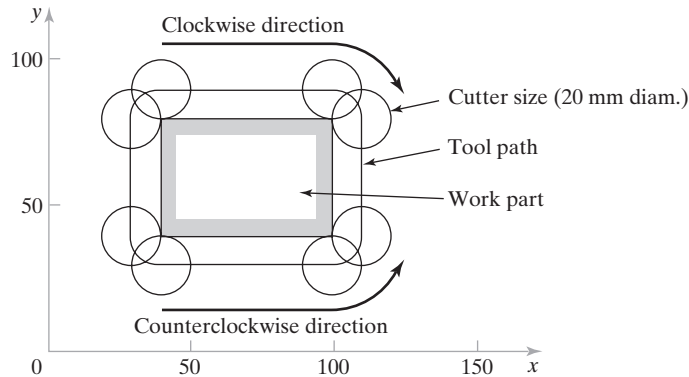 y
Clockwise direction
100
Cutter size (20 mm diam.)
Tool path
Work part
50
Counterclockwise direction
0
50
100
150
x